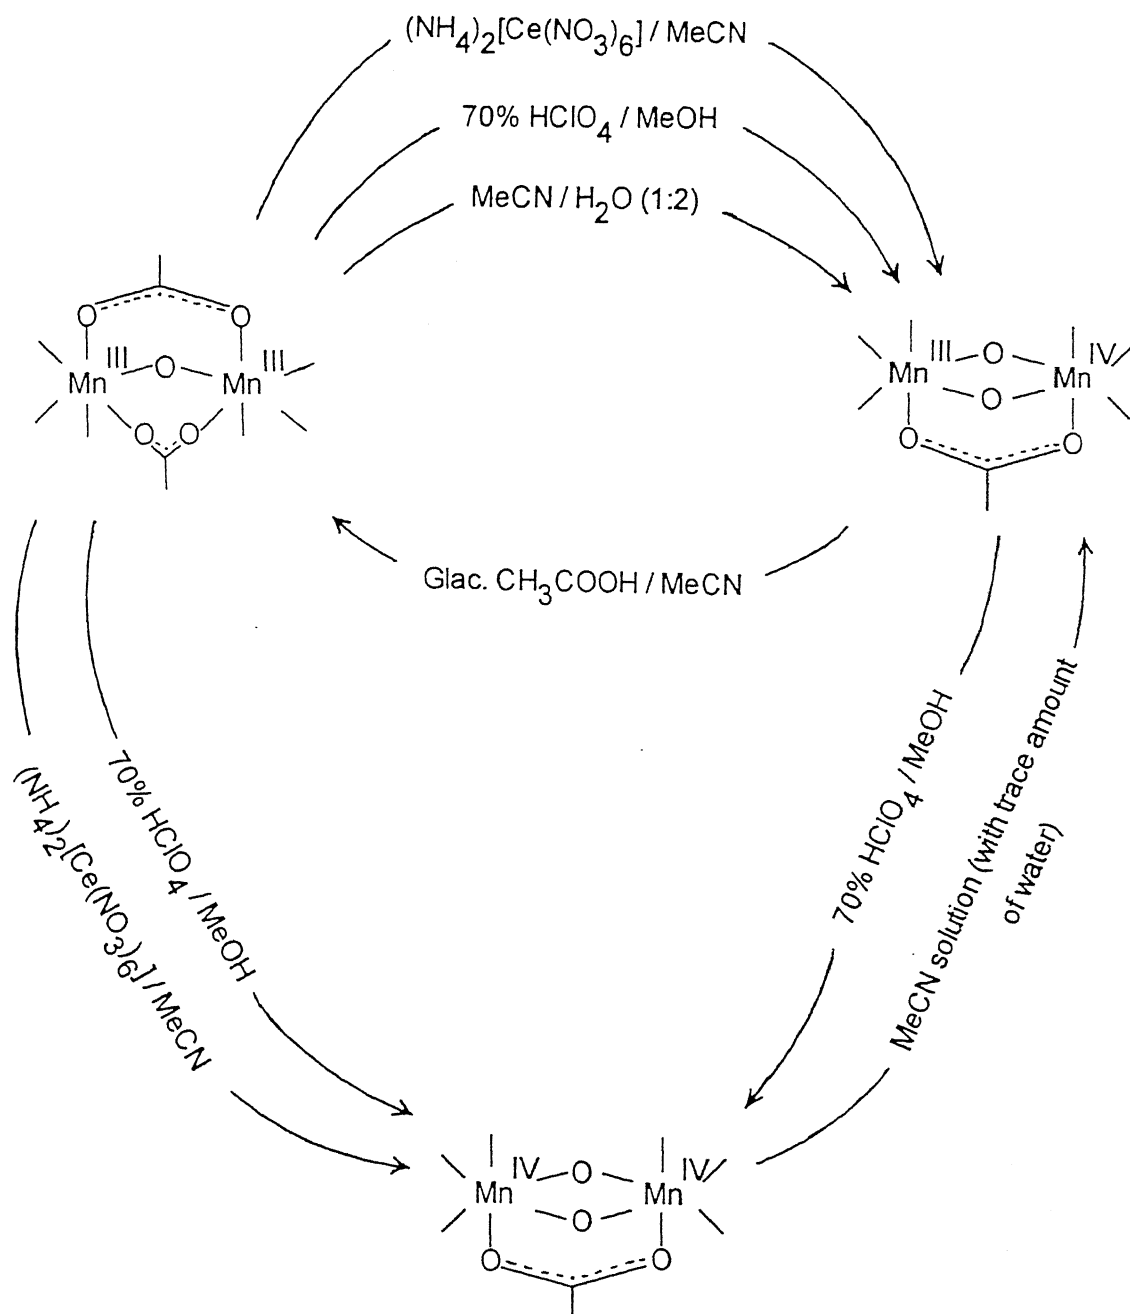 (NH4)2[Ce(NO3)6] / MeCN
70% HClO4 / MeOH
MeCN / H2O (1:2)
O O
III O III
Mn Mn
O O
III O IV
Mn O Mn
O O
Glac. CH3COOH / MeCN
(NH4)2[Ce(NO3)6] / MeCN
70% HClO4 / MeOH
70% HClO4 / MeOH
MeCN solution (with trace amount
of water)
IV O IV
Mn O Mn
O O